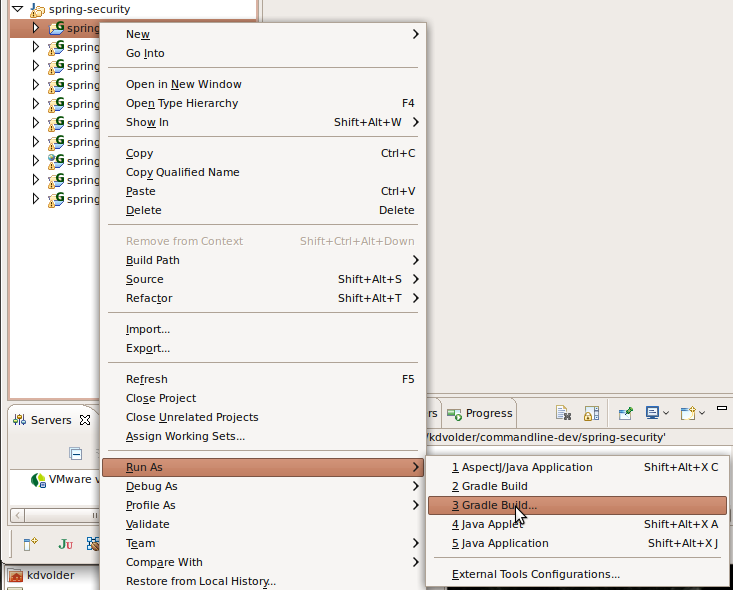 spring-security
spring
spring
spring
spring
spring
spring
spring
spring
spring
spring
New
Go Into
Open in New Window
Open Type Hierarchy F4
Show In Shift+Alt+W
Copy Ctrl+C
Copy Qualified Name
Paste Ctrl+V
Delete Delete
Remove from Context Shift+Ctrl+Alt+Down
Build Path
Source Shift+Alt+S
Refactor Shift+Alt+T
Import...
Export...
Refresh F5
Close Project
Close Unrelated Projects
Assign Working Sets...
Run As
Debug As
Profile As
Validate
Team
Compare With
Restore from Local History...
Servers
VMware v
Ju
kdvolder
rs Progress
'kdvolder/commandline-dev/spring-security'
1 AspectJ/Java Application Shift+Alt+X C
2 Gradle Build
3 Gradle Build...
4 Java Applet Shift+Alt+X A
5 Java Application Shift+Alt+X J
External Tools Configurations...